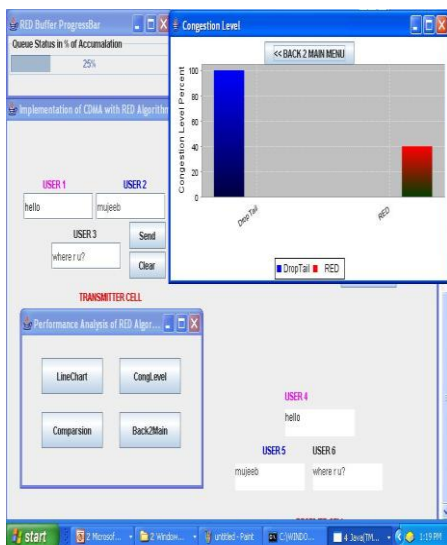 RED Buffer ProgressBar
Queue Status in % of Accumalation
25%
Congestion Level
<< BACK 2 MAIN MENU
Congestion Level Percent
100
80
60
40
20
0
DropTail
RED
DropTail RED
Implementation of CDMA with RED Algorithm
USER 1 USER 2
hello mujeeb
USER 3
where r u?
Send
Clear
TRANSMITTER CELL
Performance Analysis of RED Algor...
LineChart CongLevel
Comparsion Back2Main
USER 4
hello
USER 5 USER 6
mujeeb where r u?
start 2 Microsof... 2 Window... untitled - Paint C:\WINDO... 4 Java(TM... 1:19 PM